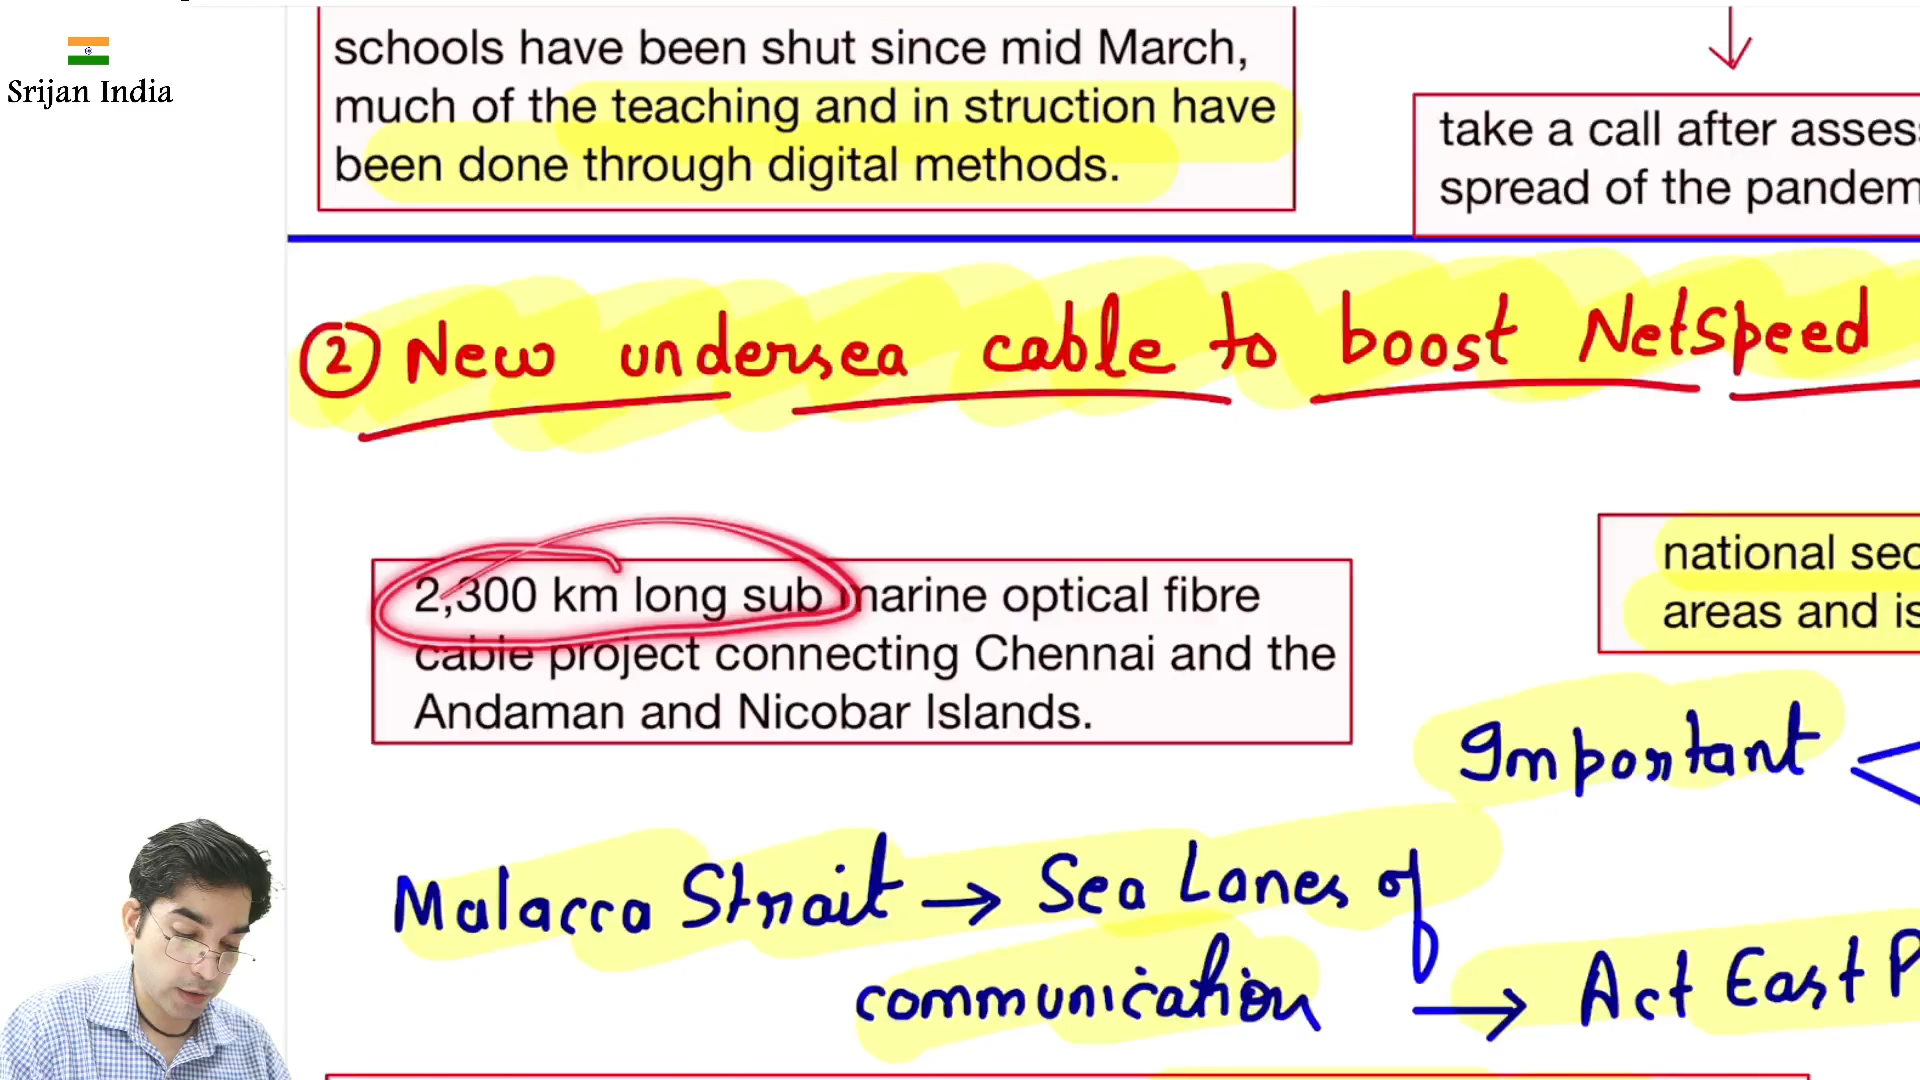 Srijan India
schools have been shut since mid March,
much of the teaching and in struction have
been done through digital methods.
take a call after asses
spread of the pandem
2 New undersea cable to boost NetSpeed
2,300 km long sub marine optical fibre
cable project connecting Chennai and the
Andaman and Nicobar Islands.
national sec
areas and is
Important
Malacca Strait → Sea Lanes of
communication → Act East P